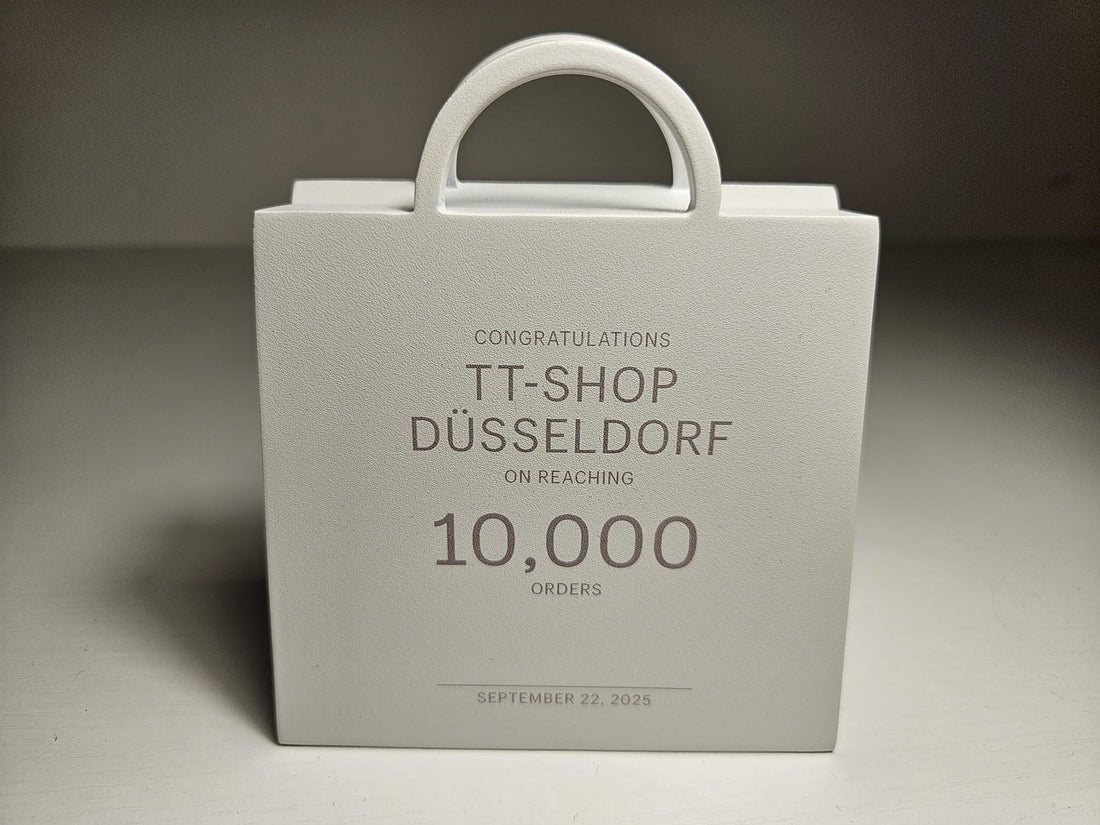 CONGRATULATIONS
TT-SHOP
DÜSSELDORF
ON REACHING
10,000
ORDERS
SEPTEMBER 22, 2025